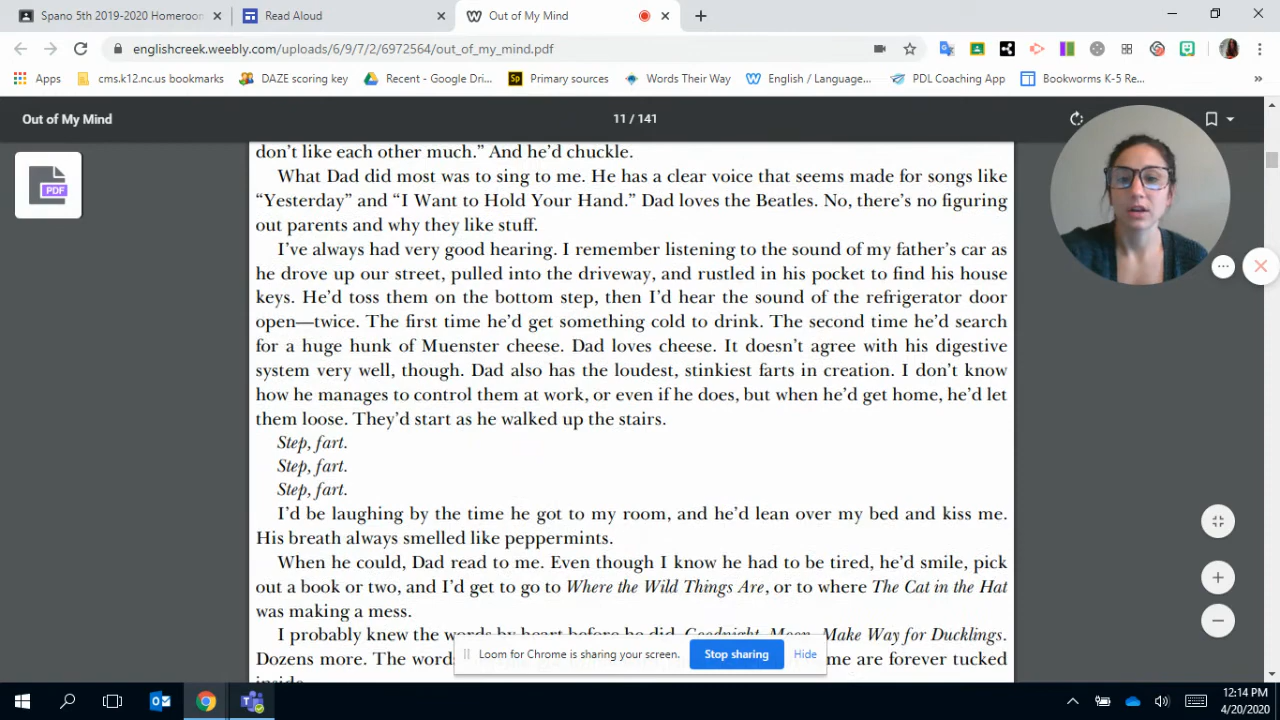 Spano 5th 2019-2020 Homeroom
Read Aloud
Out of My Mind
englishcreek.weebly.com/uploads/6/9/7/2/6972564/out_of_my_mind.pdf
Apps
cms.k12.nc.us bookmarks
DAZE scoring key
Recent - Google Dri...
Sp
Primary sources
Words Their Way
English / Language...
PDL Coaching App
Bookworms K-5 Re...
Out of My Mind
11 / 141
PDF
don't like each other much.” And he'd chuckle.
What Dad did most was to sing to me. He has a clear voice that seems made for songs like
“Yesterday” and “I Want to Hold Your Hand.” Dad loves the Beatles. No, there's no figuring
out parents and why they like stuff.
I've always had very good hearing. I remember listening to the sound of my father's car as
he drove up our street, pulled into the driveway, and rustled in his pocket to find his house
keys. He'd toss them on the bottom step, then I'd hear the sound of the refrigerator door
open—twice. The first time he'd get something cold to drink. The second time he'd search
for a huge hunk of Muenster cheese. Dad loves cheese. It doesn't agree with his digestive
system very well, though. Dad also has the loudest, stinkiest farts in creation. I don't know
how he manages to control them at work, or even if he does, but when he'd get home, he'd let
them loose. They'd start as he walked up the stairs.
Step, fart.
Step, fart.
Step, fart.
I'd be laughing by the time he got to my room, and he'd lean over my bed and kiss me.
His breath always smelled like peppermints.
When he could, Dad read to me. Even though I know he had to be tired, he'd smile, pick
out a book or two, and I'd get to go to Where the Wild Things Are, or to where The Cat in the Hat
was making a mess.
I probably knew the words by heart before he did. Goodnight, Moon. Make Way for Ducklings.
Dozens more. The words me are forever tucked
inside.
Loom for Chrome is sharing your screen.
Stop sharing
Hide
12:14 PM
4/20/2020